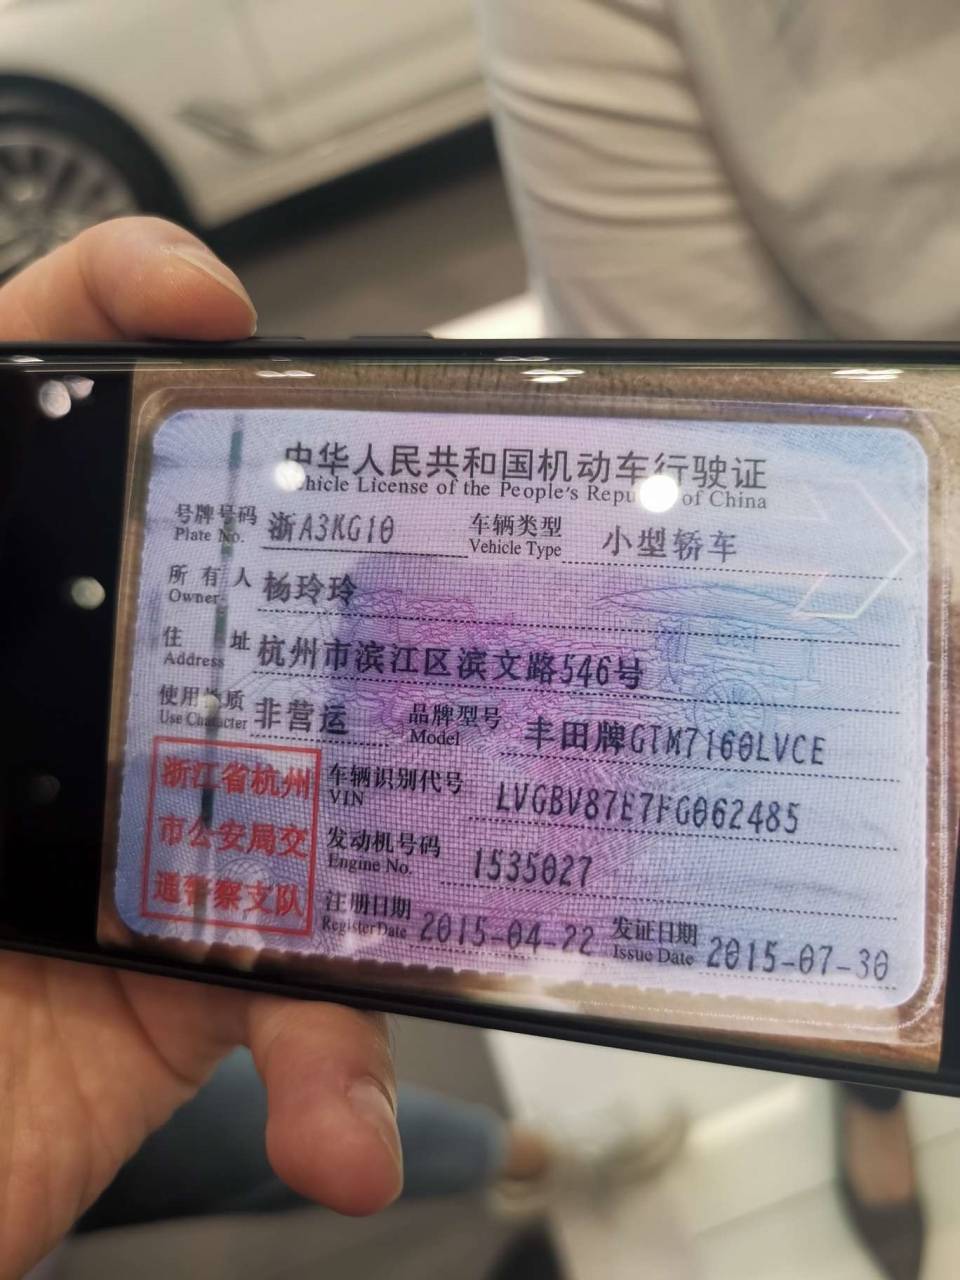 中华人民共和国机动车行驶证
Vehicle License of the People's Republic of China
号牌号码 浙A3KG10 车辆类型 小型轿车
Plate No. Vehicle Type
所有人 杨玲玲
Owner
住址 杭州市滨江区滨文路546号
Address
使用性质 非营运 品牌型号 丰田牌GTM7160LVCE
Use Character Model
浙江省杭州
市公安局交
通警察支队
车辆识别代号 LVGBV87E7FG062485
VIN
发动机号码 1535027
Engine No.
注册日期 2015-04-22 发证日期 2015-07-30
Register Date Issue Date